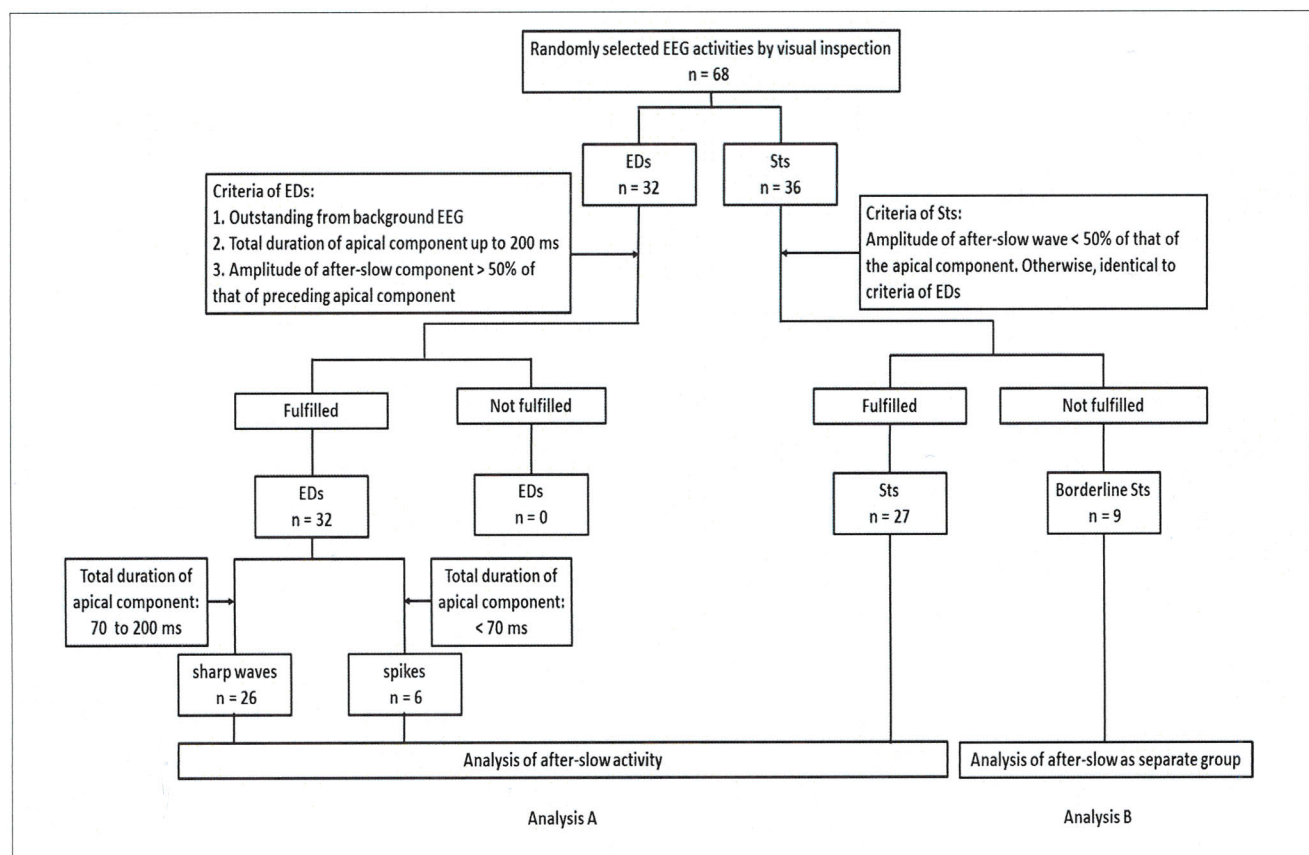 Randomly selected EEG activities by visual inspection
n = 68
EDs
n = 32
Sts
n = 36
Criteria of EDs:
1. Outstanding from background EEG
2. Total duration of apical component up to 200 ms
3. Amplitude of after-slow component > 50% of
that of preceding apical component
Criteria of Sts:
Amplitude of after-slow wave < 50% of that of
the apical component. Otherwise, identical to
criteria of EDs
Fulfilled
Not fulfilled
Fulfilled
Not fulfilled
EDs
n = 32
EDs
n = 0
Sts
n = 27
Borderline Sts
n = 9
Total duration of
apical component:
70 to 200 ms
Total duration of
apical component:
< 70 ms
sharp waves
n = 26
spikes
n = 6
Analysis of after-slow activity
Analysis of after-slow as separate group
Analysis A
Analysis B